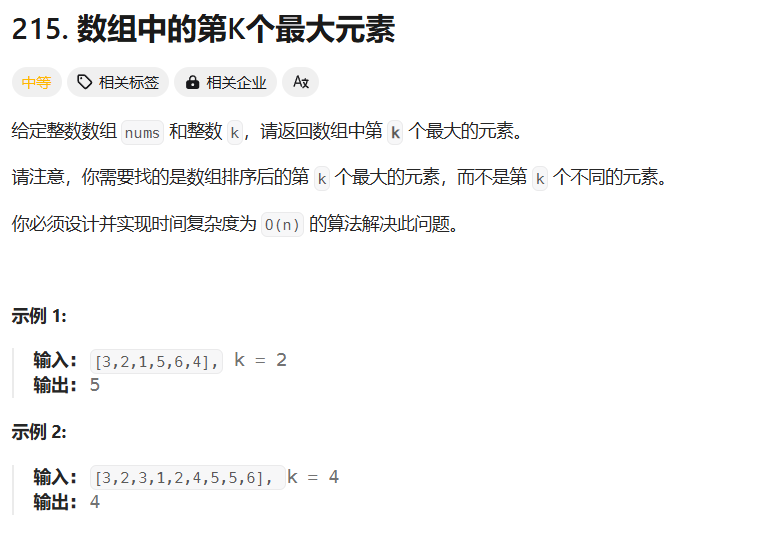 215. 数组中的第K个最大元素
中等 相关标签 相关企业 A文
给定整数数组 nums 和整数 k，请返回数组中第 k 个最大的元素。
请注意，你需要找的是数组排序后的第 k 个最大的元素，而不是第 k 个不同的元素。
你必须设计并实现时间复杂度为 O(n) 的算法解决此问题。
示例 1:
输入: [3,2,1,5,6,4], k = 2
输出: 5
示例 2:
输入: [3,2,3,1,2,4,5,5,6], k = 4
输出: 4